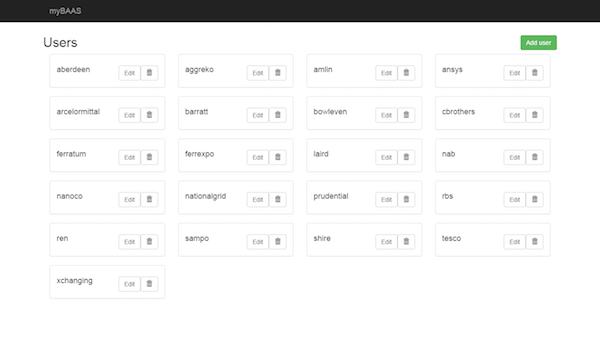 myBAAS
Users Add user
aberdeen Edit aggreko Edit amlin Edit ansys Edit
arcelormittal Edit barratt Edit bowleven Edit cbrothers Edit
ferratum Edit ferrexpo Edit laird Edit nab Edit
nanoco Edit nationalgrid Edit prudential Edit rbs Edit
ren Edit sampo Edit shire Edit tesco Edit
xchanging Edit